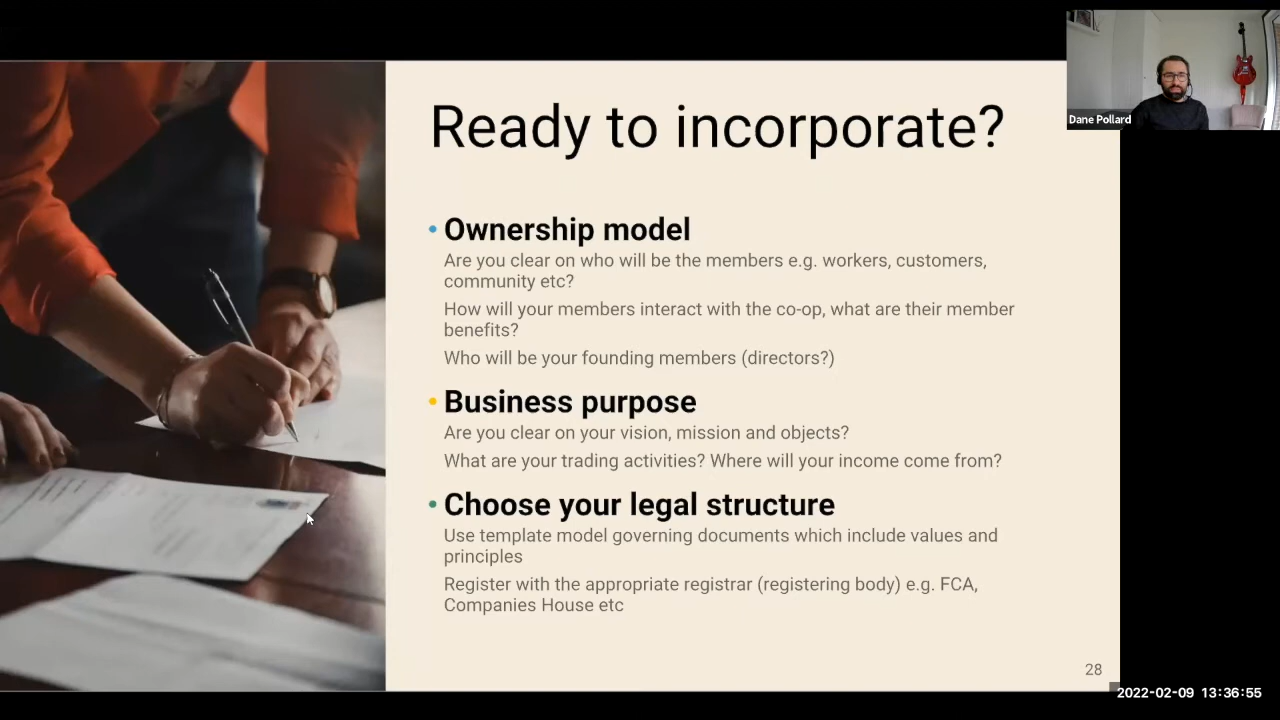 Ready to incorporate?
Dane Pollard
• Ownership model
Are you clear on who will be the members e.g. workers, customers,
community etc?
How will your members interact with the co-op, what are their member
benefits?
Who will be your founding members (directors?)
• Business purpose
Are you clear on your vision, mission and objects?
What are your trading activities? Where will your income come from?
• Choose your legal structure
Use template model governing documents which include values and
principles
Register with the appropriate registrar (registering body) e.g. FCA,
Companies House etc
28
2022-02-09 13:36:55